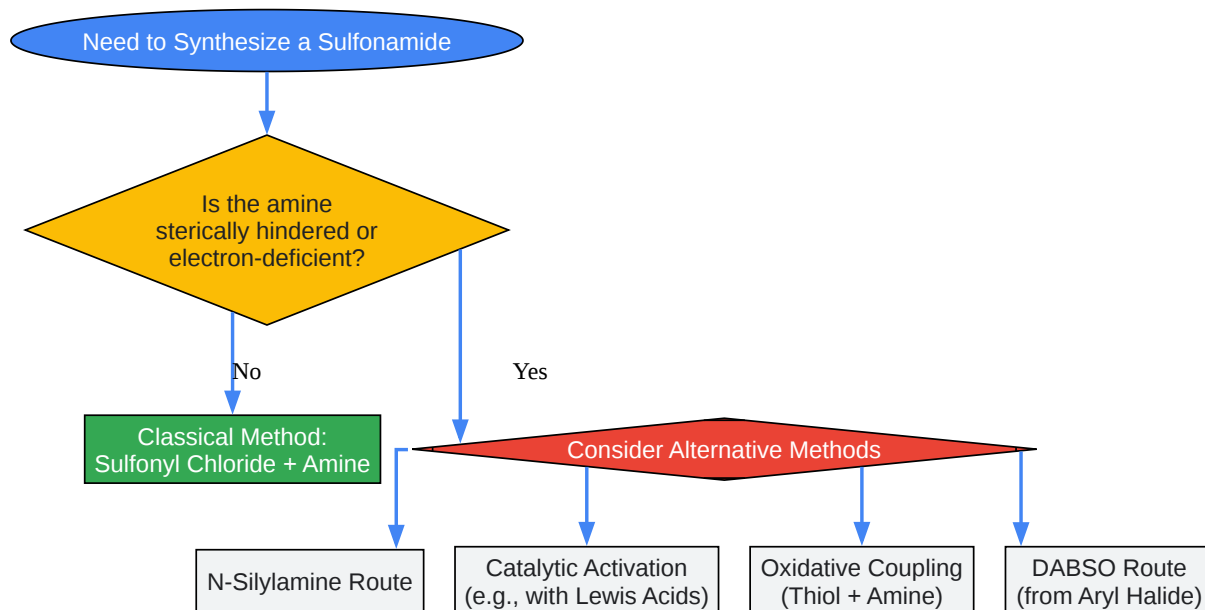 Need to Synthesize a Sulfonamide
Is the amine
sterically hindered or
electron-deficient?
No
Yes
Classical Method:
Sulfonyl Chloride + Amine
Consider Alternative Methods
N-Silylamine Route
Catalytic Activation
(e.g., with Lewis Acids)
Oxidative Coupling
(Thiol + Amine)
DABSO Route
(from Aryl Halide)